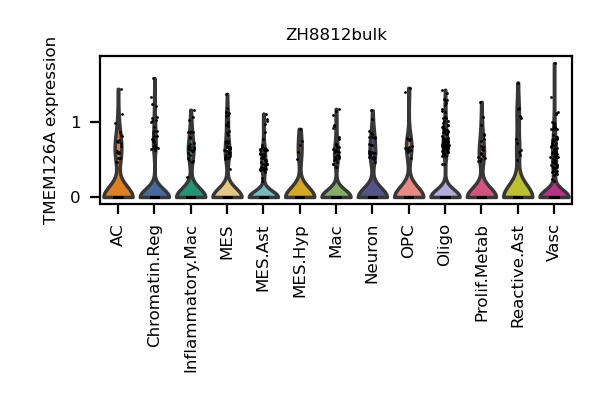 ZH8812bulk
TMEM126A expression
1
0
AC
Chromatin.Reg
Inflammatory.Mac
MES
MES.Ast
MES.Hyp
Mac
Neuron
OPC
Oligo
Prolif.Metab
Reactive.Ast
Vasc